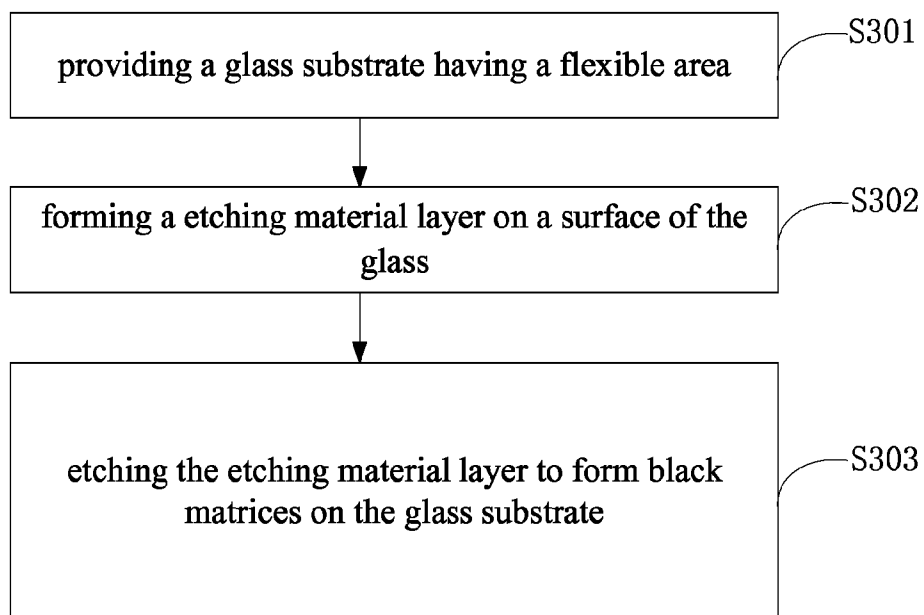 providing a glass substrate having a flexible area
S301
forming a etching material layer on a surface of the
glass
S302
etching the etching material layer to form black
matrices on the glass substrate
S303